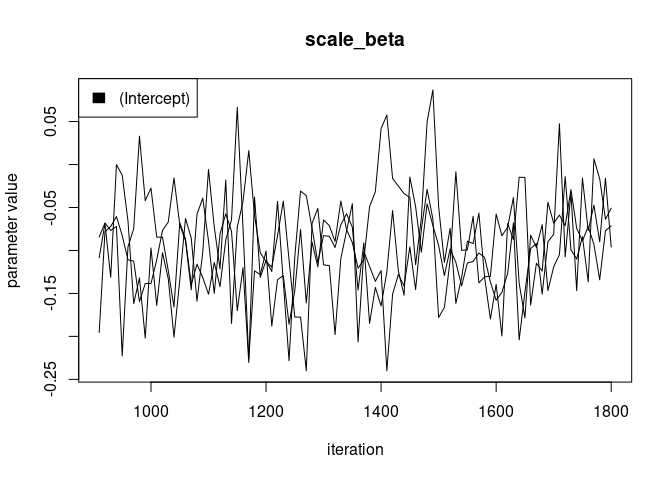 scale_beta
(Intercept)
parameter value
0.05
-0.05
-0.15
-0.25
1000 1200 1400 1600 1800
iteration